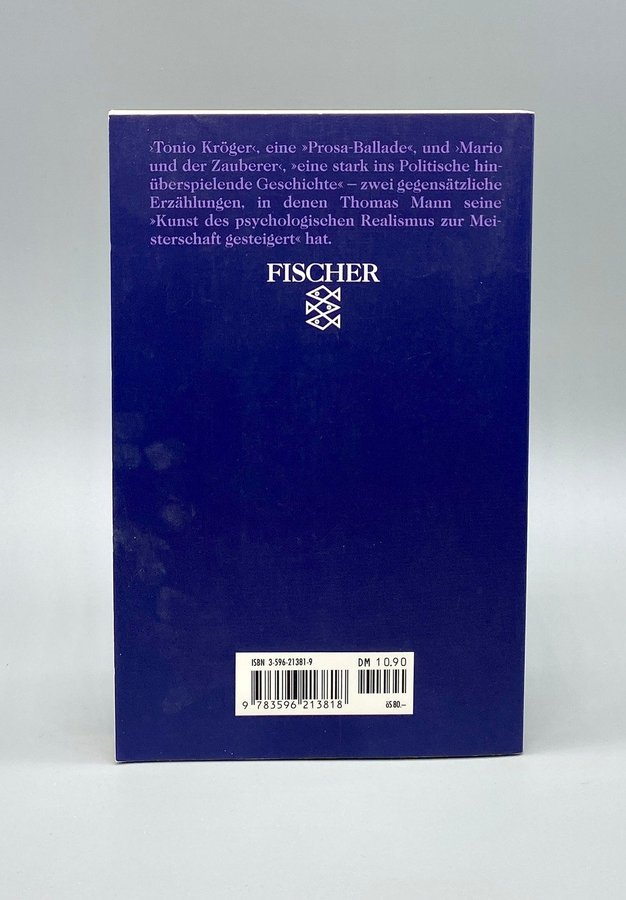 ›Tonio Kröger‹, eine »Prosa-Ballade«, und ›Mario
und der Zauberer‹, »eine stark ins Politische hin-
überspielende Geschichte« – zwei gegensätzliche
Erzählungen, in denen Thomas Mann seine
»Kunst des psychologischen Realismus zur Mei-
sterschaft gesteigert« hat.
FISCHER
ISBN 3-596-21381-9
DM 10.90
9 783596 213818
öS 80,–